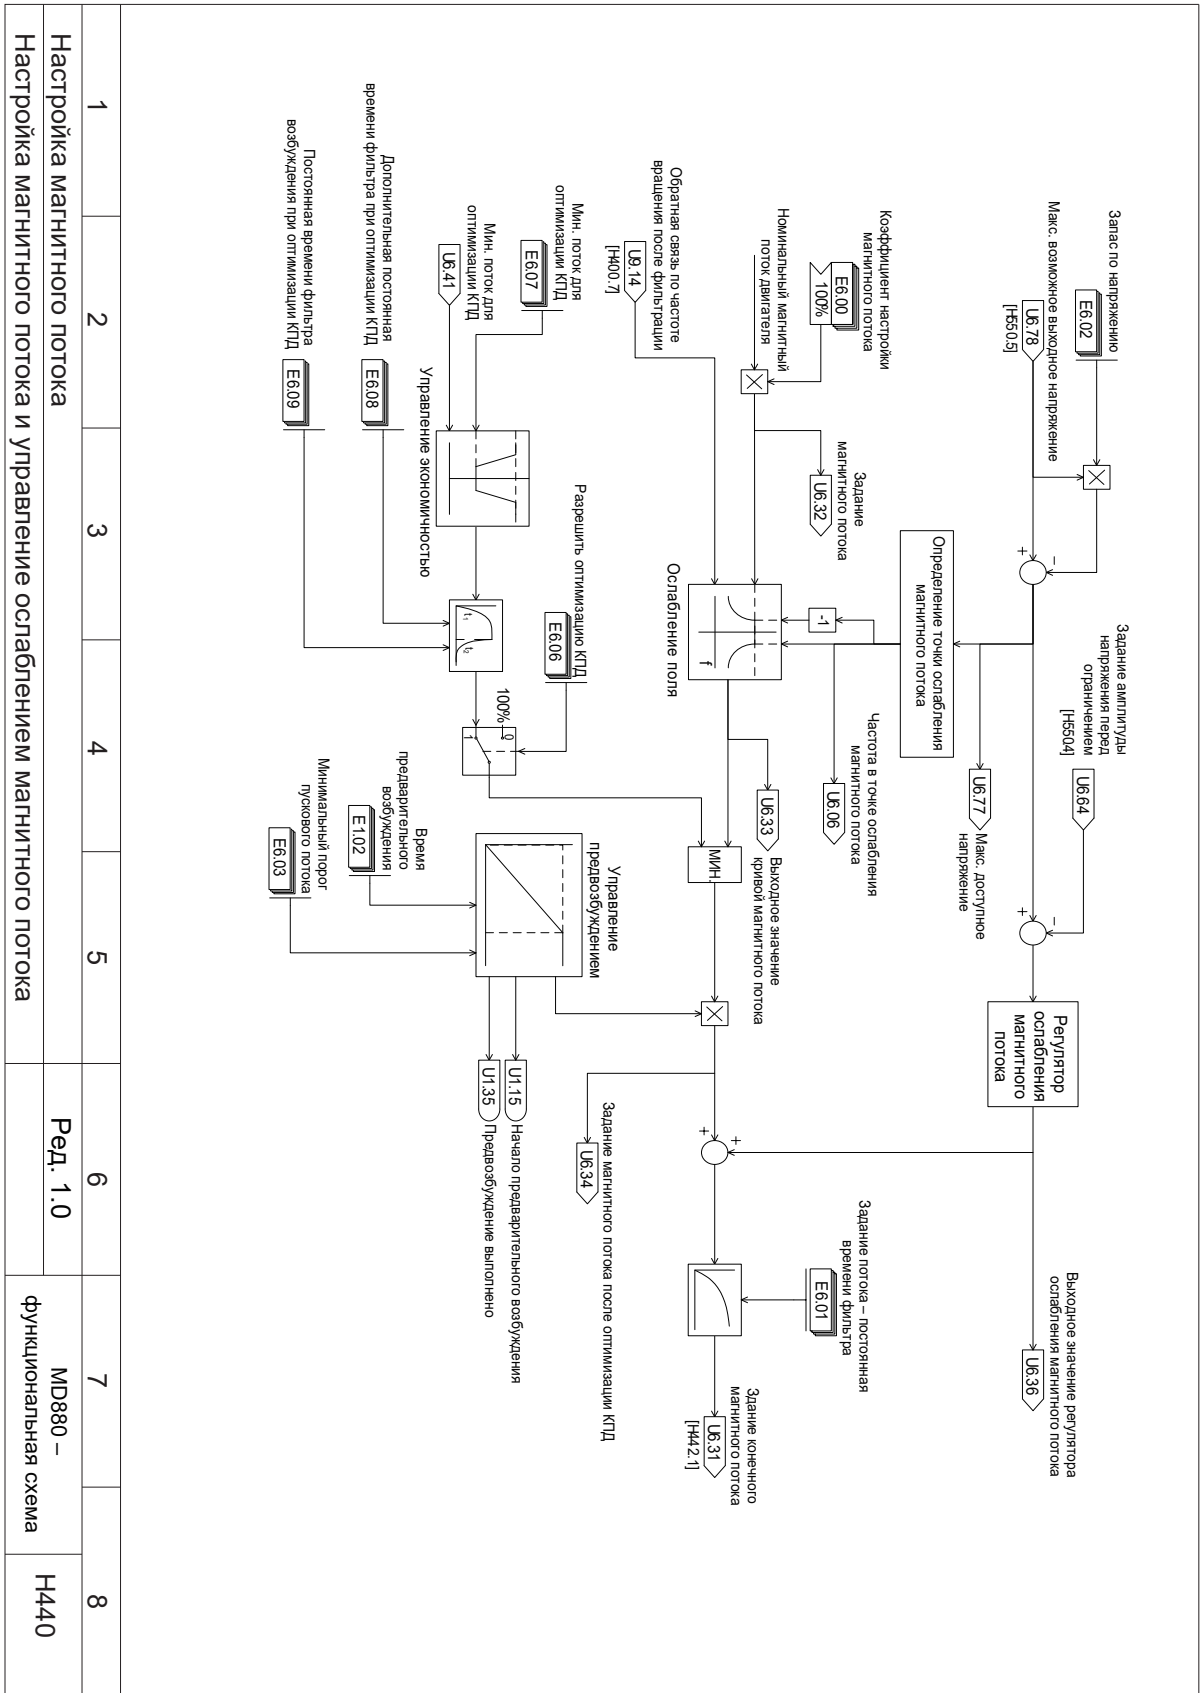 Запас по напряжению
E6.02
Макс. возможное выходное напряжение
U6.78
[H550.5]
+
–
Задание амплитуды
напряжения перед
ограничением
[H5504]
U6.64
+
–
Регулятор
ослабления
магнитного
потока
Выходное значение регулятора
ослабления магнитного потока
U6.36
U6.77
Макс. доступное
напряжение
Определение точки ослабления
магнитного потока
Коэффициент настройки
магнитного потока
E6.00
100%
Номинальный магнитный
поток двигателя
Задание
магнитного потока
U6.32
-1
Частота в точке ослабления
магнитного потока
U6.06
Обратная связь по частоте
вращения после фильтрации
U9.14
[H400.7]
f
Ослабление поля
U6.33
Выходное значение
кривой магнитного потока
МИН.
+
+
Задание потока – постоянная
времени фильтра
E6.01
Здание конечного
магнитного потока
U6.31
[H442.1]
Мин. поток для
оптимизации КПД
E6.07
Мин. поток для
оптимизации КПД
U6.41
Управление экономичностью
Разрешить оптимизацию КПД
E6.06
t₁
t₂
100%
0
1
Дополнительная постоянная
времени фильтра при оптимизации КПД
E6.08
Постоянная времени фильтра
возбуждения при оптимизации КПД
E6.09
Управление
предвозбуждением
Время
предварительного
возбуждения
E1.02
Минимальный порог
пускового потока
E6.03
U6.34
Задание магнитного потока после оптимизации КПД
U1.15
Начало предварительного возбуждения
U1.35
Предвозбуждение выполнено
1
2
3
4
5
6
7
8
Настройка магнитного потока
Ред. 1.0
MD880 –
функциональная схема
H440
Настройка магнитного потока и управление ослаблением магнитного потока